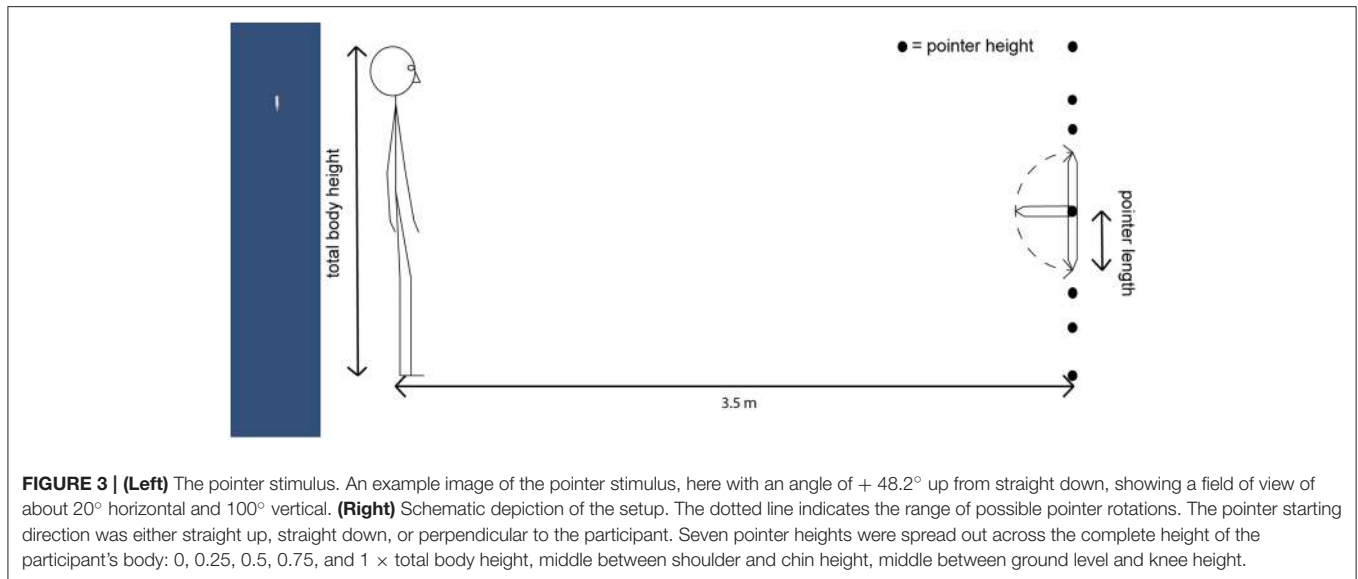 ● = pointer height
total body height
pointer length
3.5 m
FIGURE 3 | (Left) The pointer stimulus. An example image of the pointer stimulus, here with an angle of + 48.2° up from straight down, showing a field of view of
about 20° horizontal and 100° vertical. (Right) Schematic depiction of the setup. The dotted line indicates the range of possible pointer rotations. The pointer starting
direction was either straight up, straight down, or perpendicular to the participant. Seven pointer heights were spread out across the complete height of the
participant's body: 0, 0.25, 0.5, 0.75, and 1 × total body height, middle between shoulder and chin height, middle between ground level and knee height.